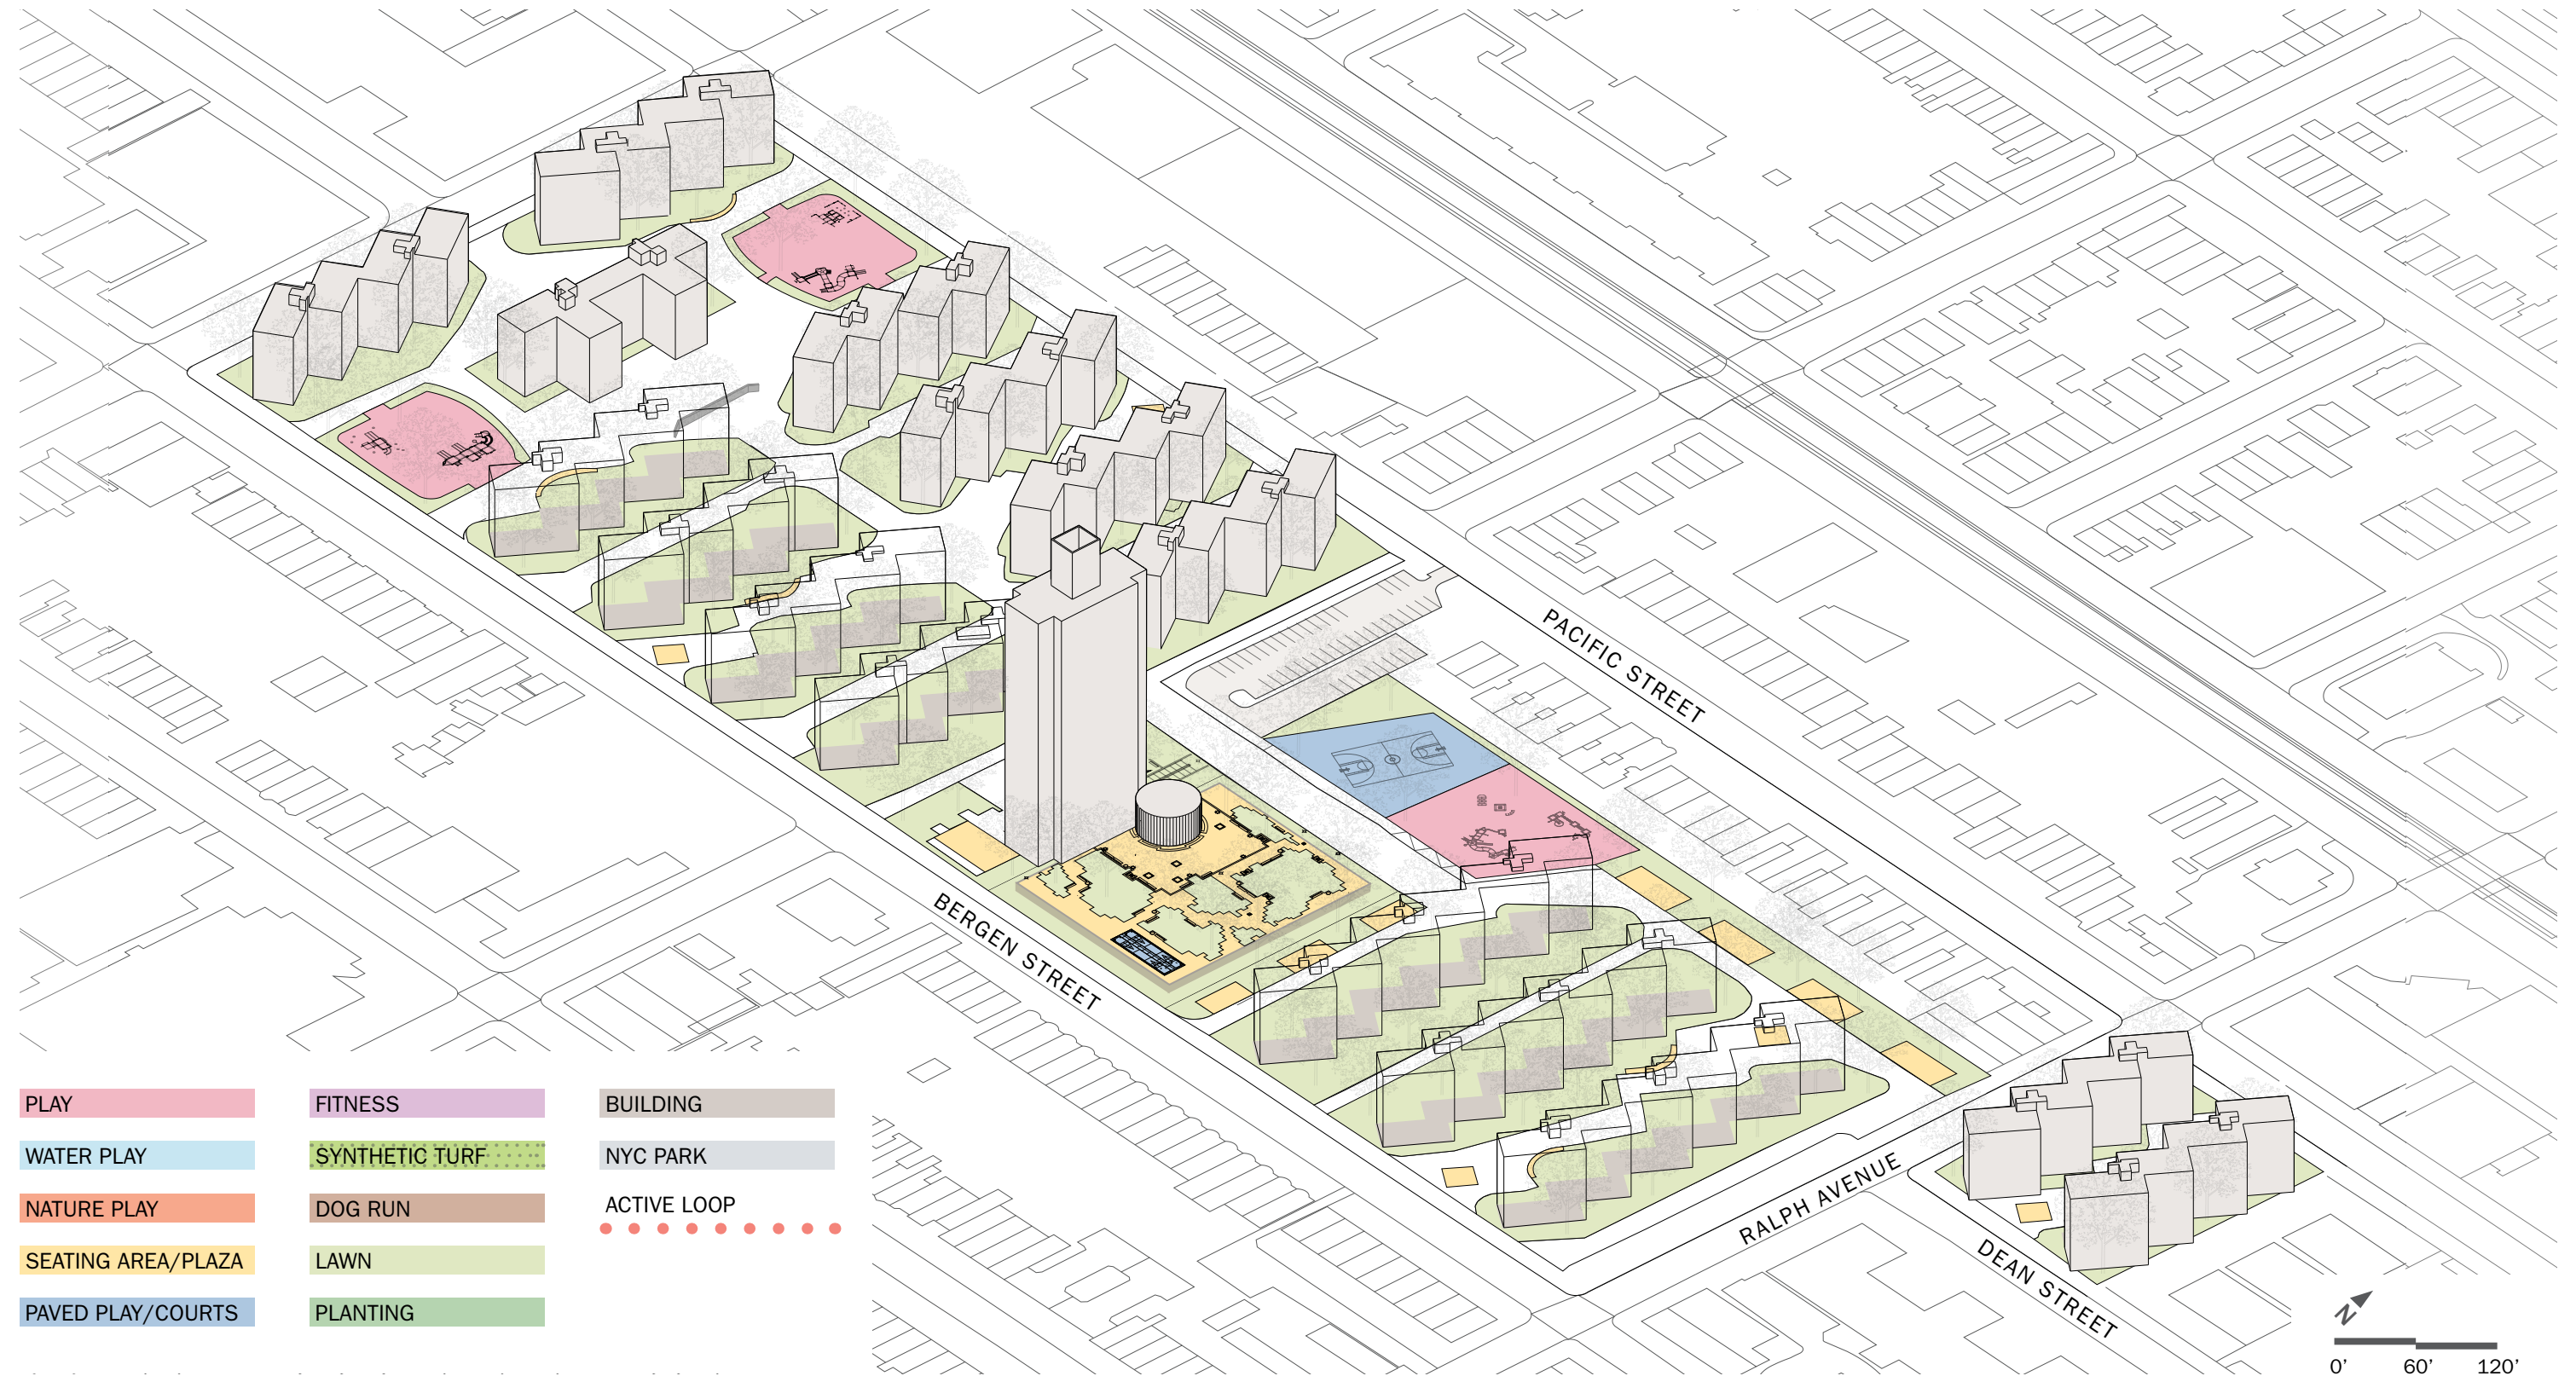 PACIFIC STREET
BERGEN STREET
RALPH AVENUE
DEAN STREET
PLAY
WATER PLAY
NATURE PLAY
SEATING AREA/PLAZA
PAVED PLAY/COURTS
FITNESS
SYNTHETIC TURF
DOG RUN
LAWN
PLANTING
BUILDING
NYC PARK
ACTIVE LOOP
N
0' 60' 120'